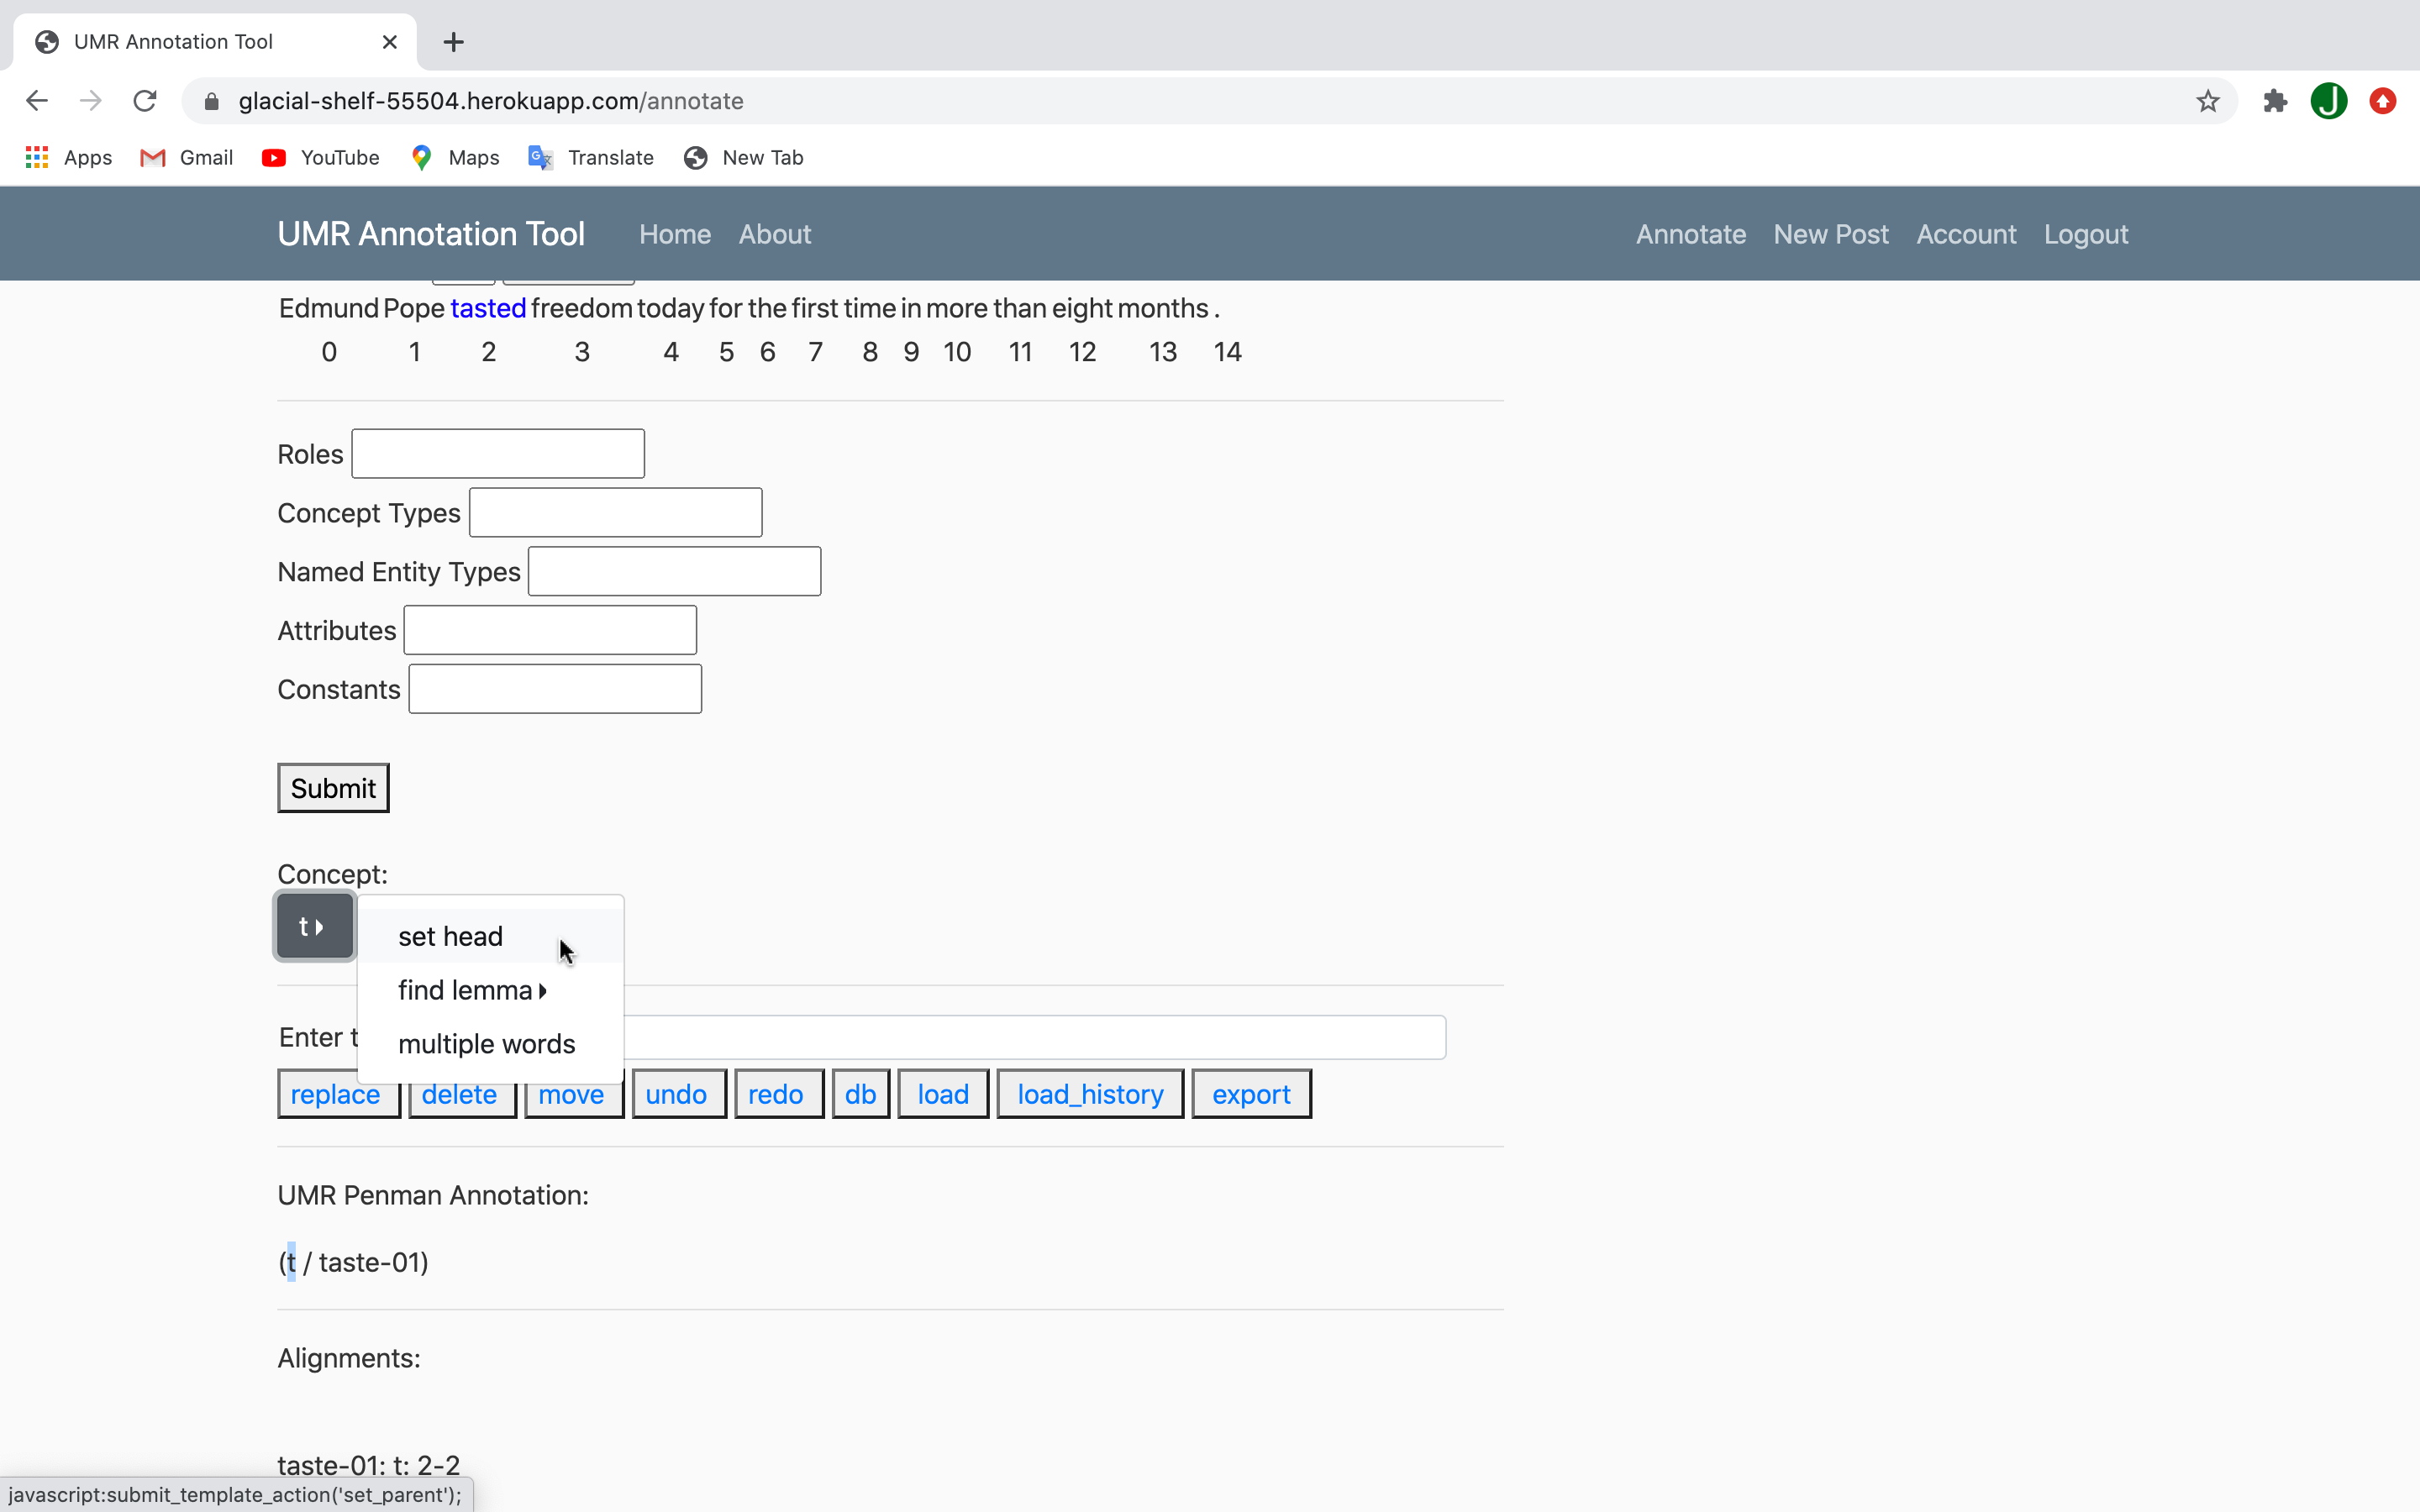 UMR Annotation Tool
glacial-shelf-55504.herokuapp.com/annotate
Apps Gmail YouTube Maps Translate New Tab
UMR Annotation Tool Home About Annotate New Post Account Logout
Edmund Pope tasted freedom today for the first time in more than eight months .
0 1 2 3 4 5 6 7 8 9 10 11 12 13 14
Roles
Concept Types
Named Entity Types
Attributes
Constants
Submit
Concept:
t
set head
find lemma
multiple words
Enter t
replace delete move undo redo db load load_history export
UMR Penman Annotation:
(t / taste-01)
Alignments:
taste-01: t: 2-2
javascript:submit_template_action('set_parent');